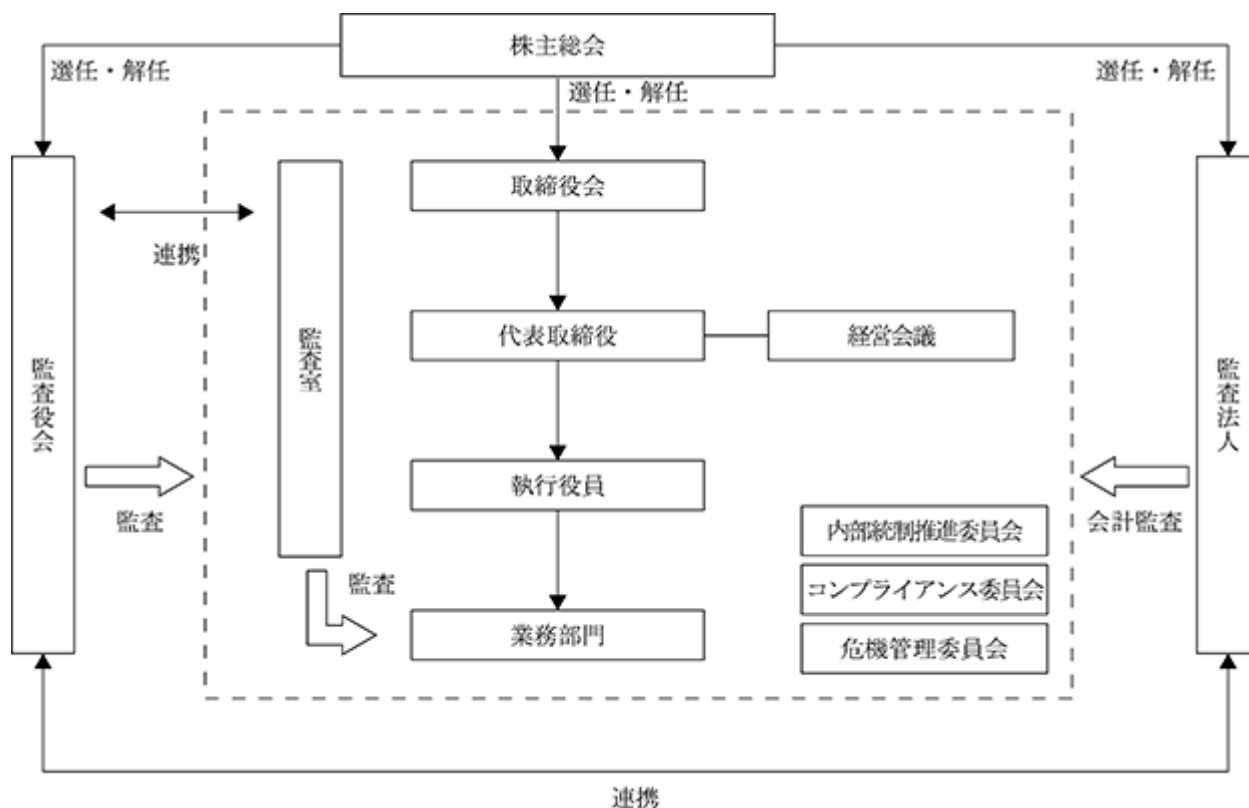 株主総会
選任・解任
選任・解任
選任・解任
取締役会
連携
監査室
代表取締役
経営会議
監査役会
監査法人
監査
執行役員
会計監査
内部統制推進委員会
監査
コンプライアンス委員会
業務部門
危機管理委員会
連携